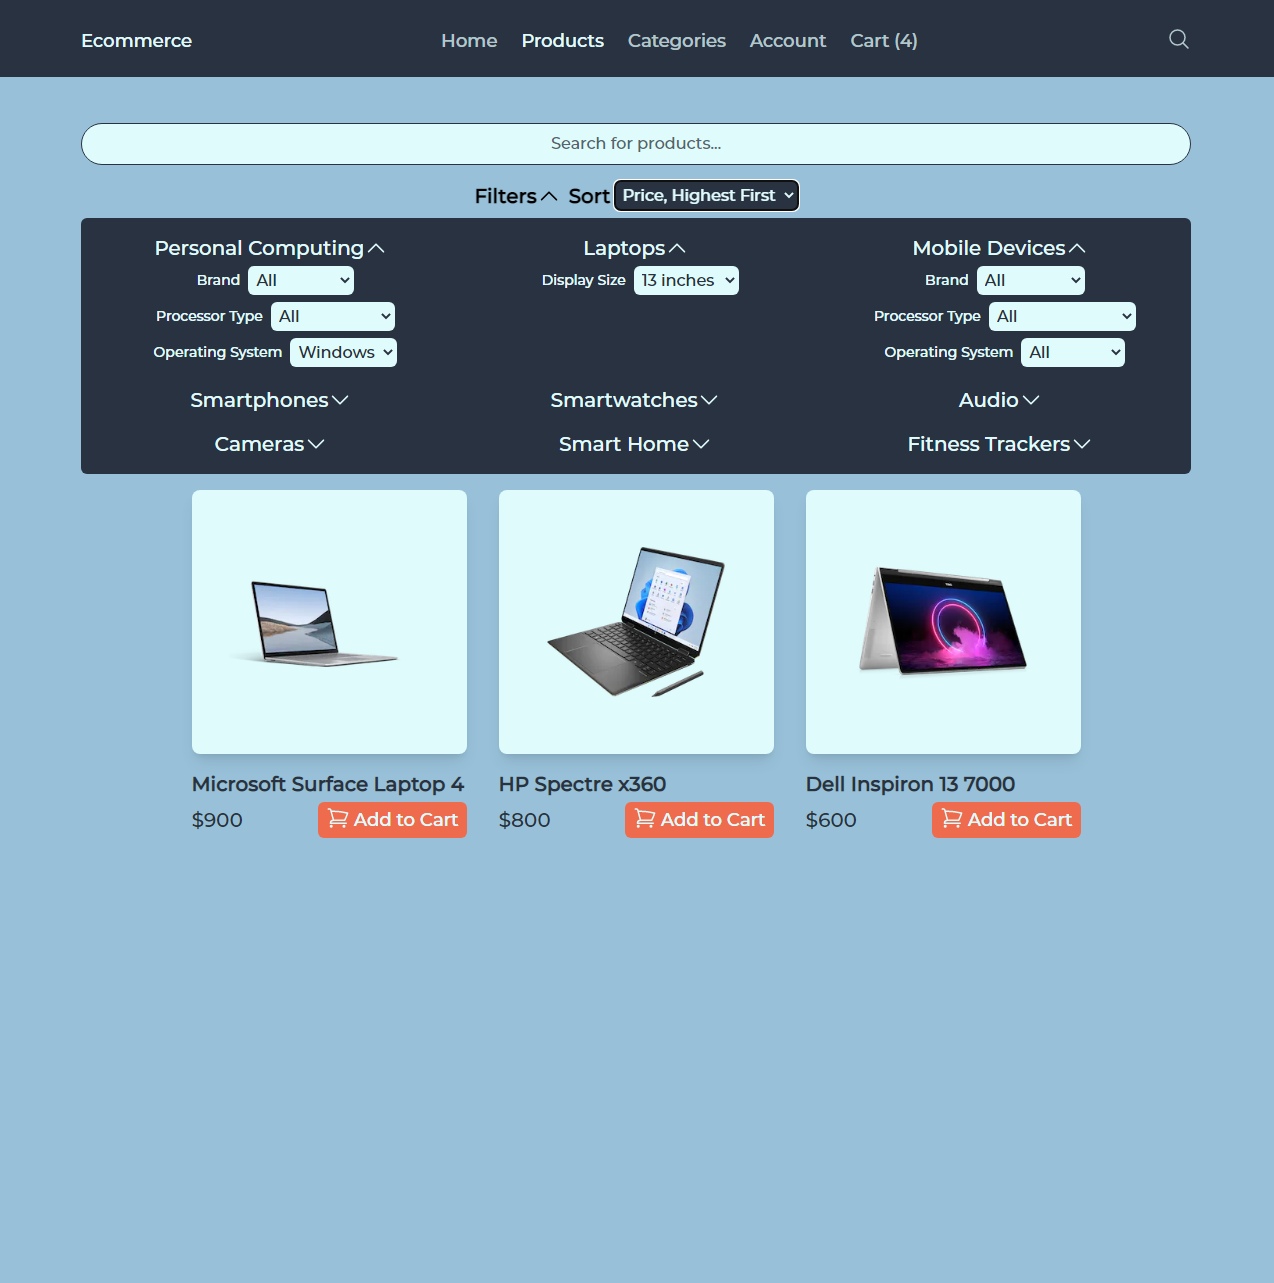 Ecommerce Home Products Categories Account Cart (4)
Search for products...
Filters Sort Price, Highest First
Personal Computing Laptops Mobile Devices
Brand All Display Size 13 inches Brand All
Processor Type All Processor Type All
Operating System Windows Operating System All
Smartphones Smartwatches Audio
Cameras Smart Home Fitness Trackers
Microsoft Surface Laptop 4 HP Spectre x360 Dell Inspiron 13 7000
$900 Add to Cart $800 Add to Cart $600 Add to Cart